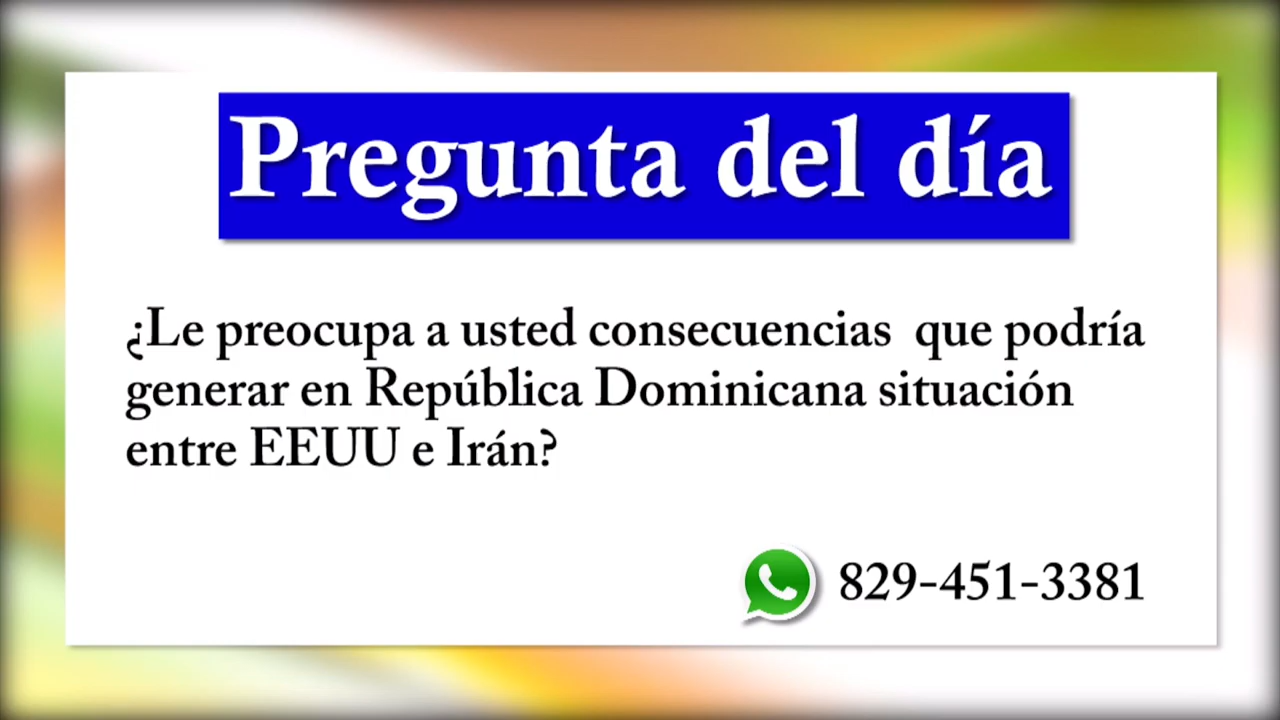 Pregunta del día
¿Le preocupa a usted consecuencias que podría
generar en República Dominicana situación
entre EEUU e Irán?
829-451-3381